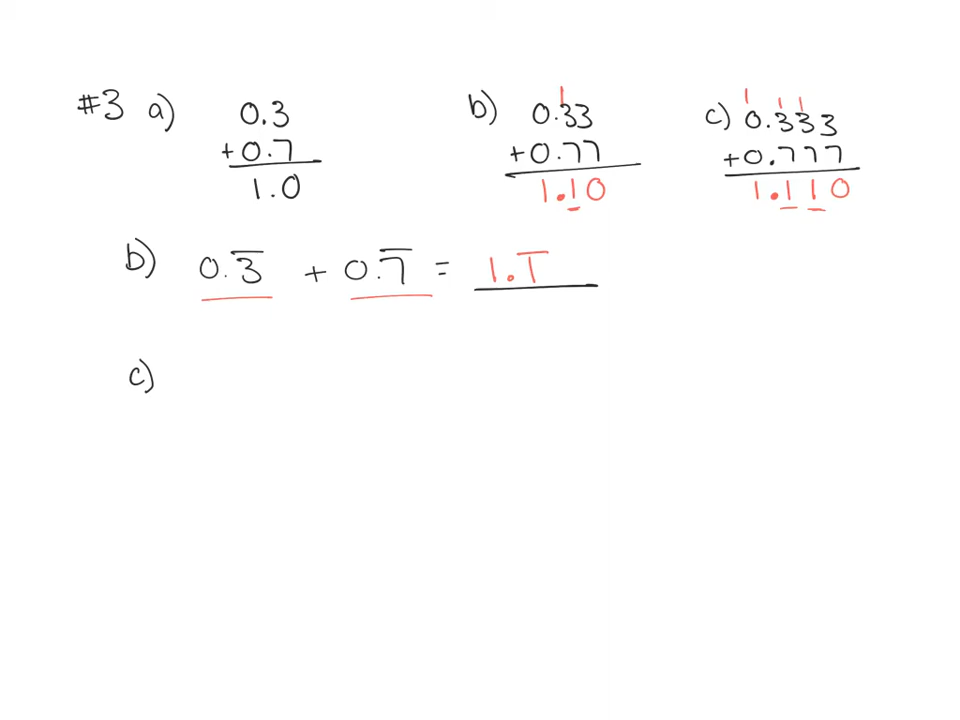 #3 a) 0.3 b) 0.33 c) 0.333
+0.7 +0.77 +0.777
1.0 1.10 1.110
b) 0.3̅ + 0.7̅ = 1.1̅
c)